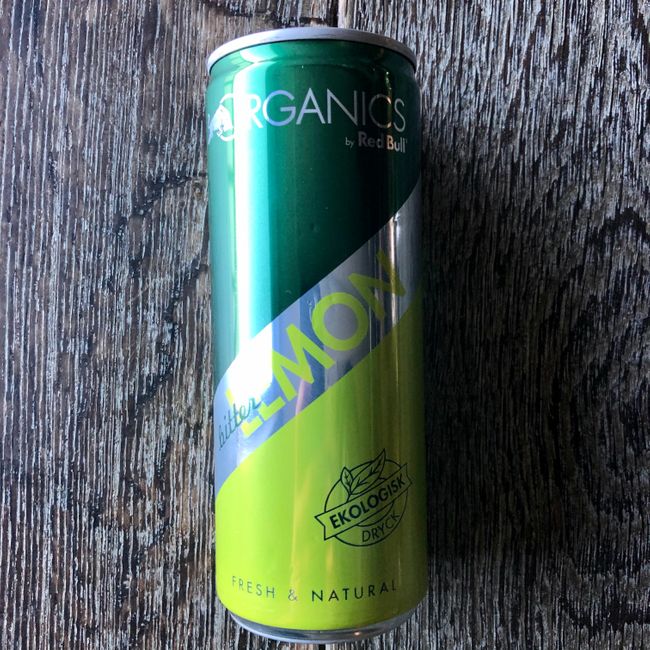 ORGANICS
by Red Bull®
bitter
LEMON
EKOLOGISK
DRYCK
FRESH & NATURAL